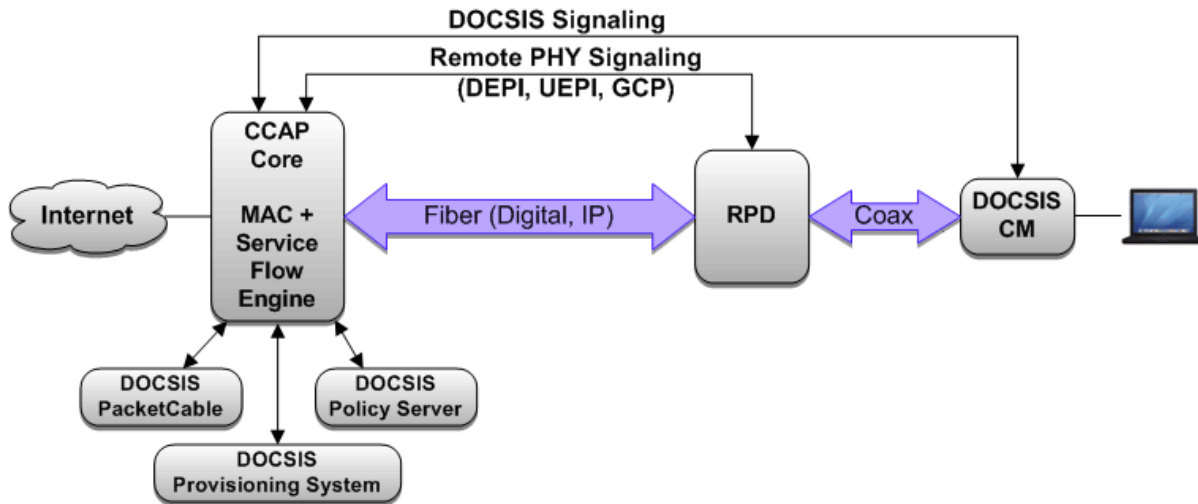 DOCSIS Signaling
Remote PHY Signaling
(DEPI, UEPI, GCP)
Internet
CCAP
Core
MAC +
Service
Flow
Engine
Fiber (Digital, IP)
RPD
Coax
DOCSIS
CM
DOCSIS
PacketCable
DOCSIS
Policy Server
DOCSIS
Provisioning System